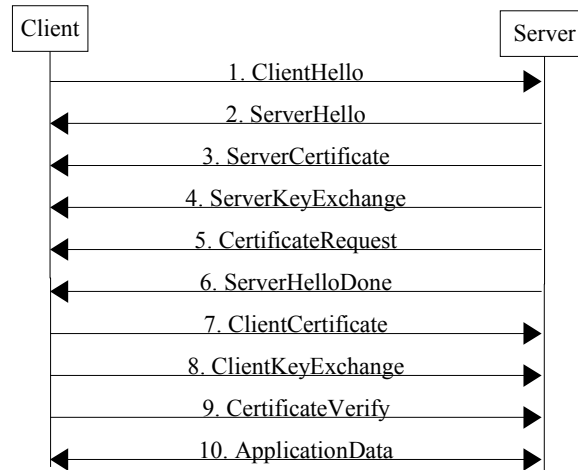 Client
Server
1. ClientHello
2. ServerHello
3. ServerCertificate
4. ServerKeyExchange
5. CertificateRequest
6. ServerHelloDone
7. ClientCertificate
8. ClientKeyExchange
9. CertificateVerify
10. ApplicationData